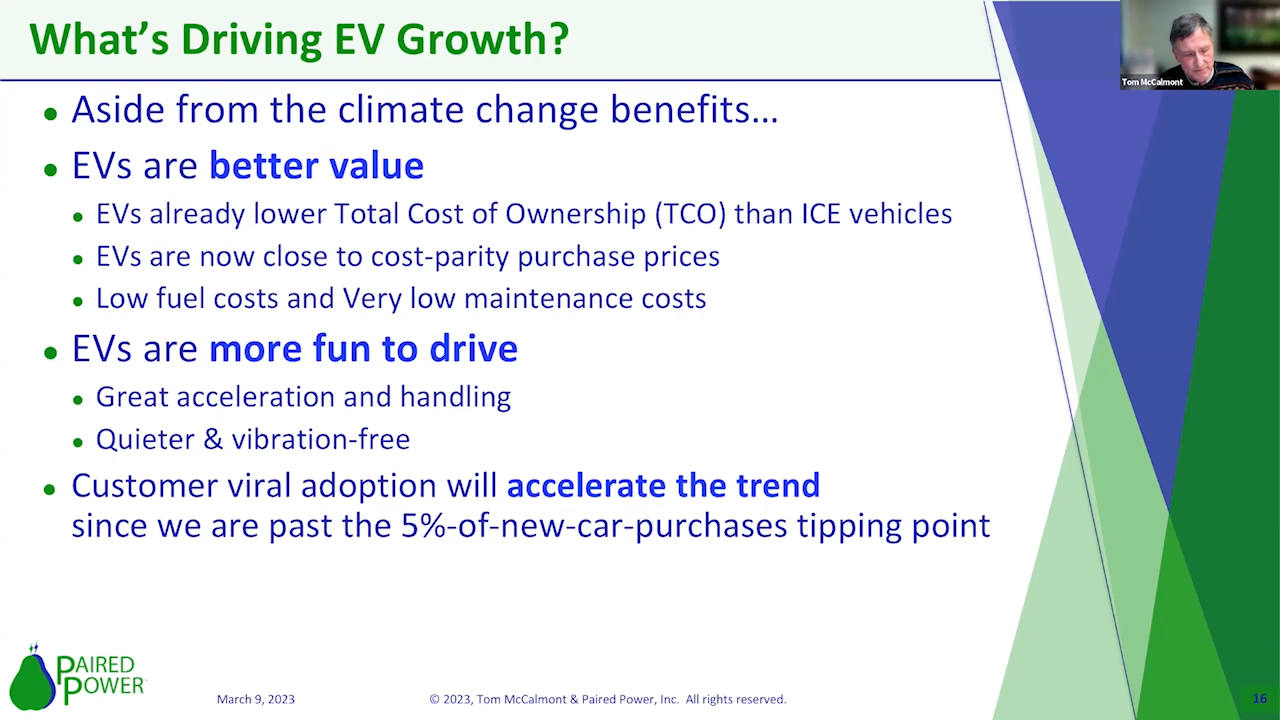 What's Driving EV Growth?
Tom McCalmont
• Aside from the climate change benefits…
• EVs are better value
• EVs already lower Total Cost of Ownership (TCO) than ICE vehicles
• EVs are now close to cost-parity purchase prices
• Low fuel costs and Very low maintenance costs
• EVs are more fun to drive
• Great acceleration and handling
• Quieter & vibration-free
• Customer viral adoption will accelerate the trend
since we are past the 5%-of-new-car-purchases tipping point
PAIRED
POWER
March 9, 2023
© 2023, Tom McCalmont & Paired Power, Inc. All rights reserved.
16